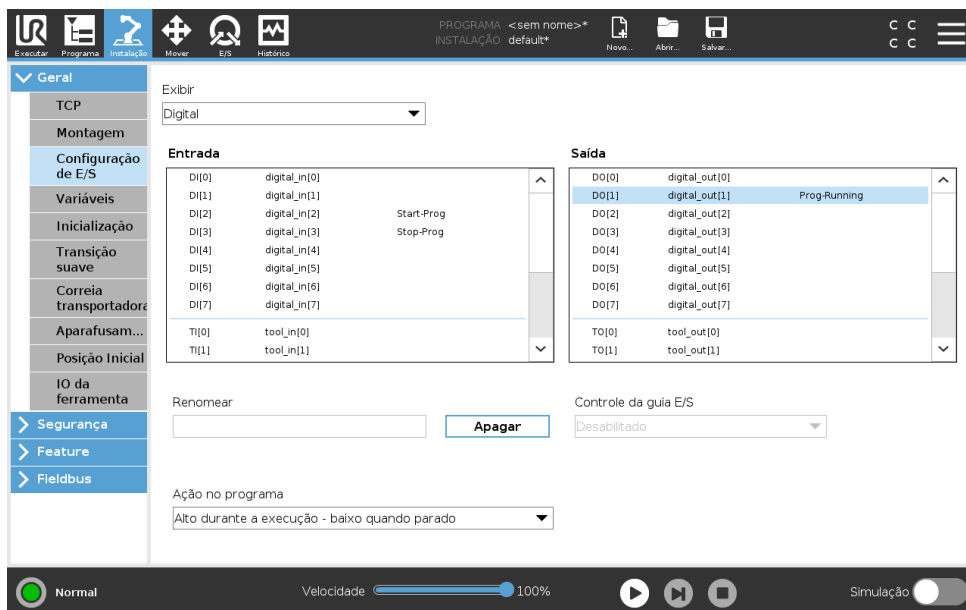 PROGRAMA <sem nome>*
INSTALAÇÃO default*
C C
C C
Executar Programa Instalação Mover E/S Histórico Novo... Abrir... Salvar...
Geral
TCP
Montagem
Configuração
de E/S
Variáveis
Inicialização
Transição
suave
Correia
transportadora
Aparafusam...
Posição Inicial
IO da
ferramenta
Segurança
Feature
Fieldbus
Exibir
Digital
Entrada
DI[0] digital_in[0]
DI[1] digital_in[1]
DI[2] digital_in[2] Start-Prog
DI[3] digital_in[3] Stop-Prog
DI[4] digital_in[4]
DI[5] digital_in[5]
DI[6] digital_in[6]
DI[7] digital_in[7]
TI[0] tool_in[0]
TI[1] tool_in[1]
Saída
DO[0] digital_out[0]
DO[1] digital_out[1] Prog-Running
DO[2] digital_out[2]
DO[3] digital_out[3]
DO[4] digital_out[4]
DO[5] digital_out[5]
DO[6] digital_out[6]
DO[7] digital_out[7]
TO[0] tool_out[0]
TO[1] tool_out[1]
Renomear
Apagar
Controle da guia E/S
Desabilitado
Ação no programa
Alto durante a execução - baixo quando parado
Normal
Velocidade 100%
Simulação